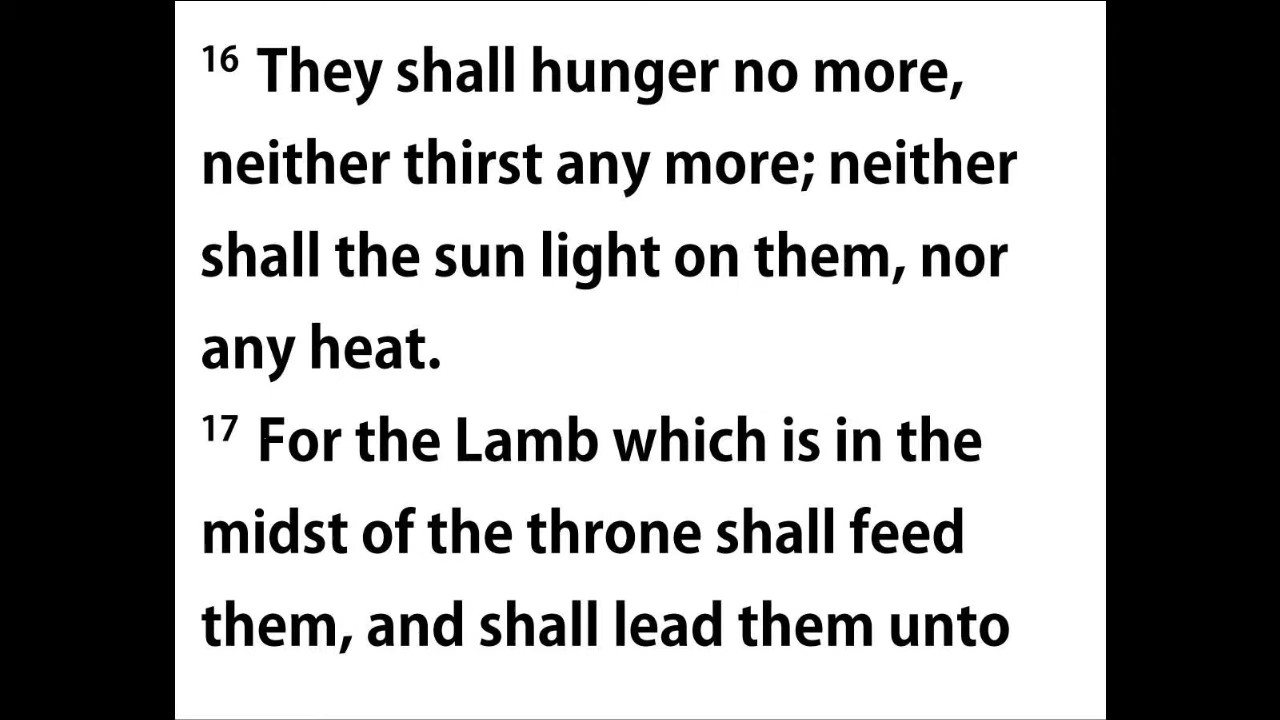 16 They shall hunger no more,
neither thirst any more; neither
shall the sun light on them, nor
any heat.
17 For the Lamb which is in the
midst of the throne shall feed
them, and shall lead them unto